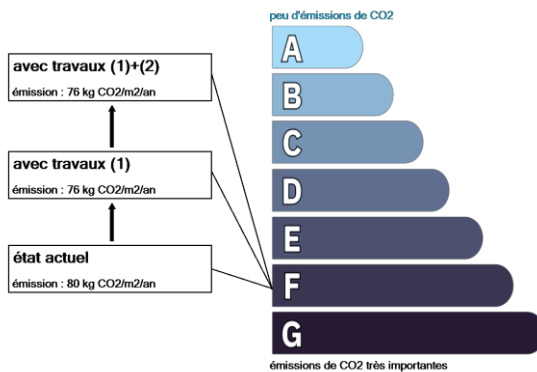 peu d'émissions de CO2
avec travaux (1)+(2)
émission : 76 kg CO2/m2/an
avec travaux (1)
émission : 76 kg CO2/m2/an
état actuel
émission : 80 kg CO2/m2/an
A
B
C
D
E
F
G
émissions de CO2 très importantes